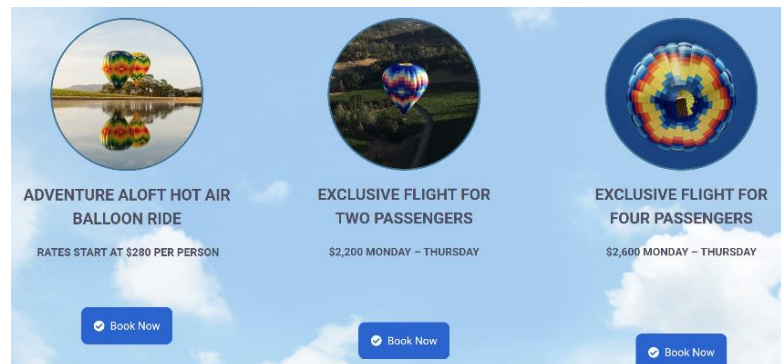 ADVENTURE ALOFT HOT AIR
BALLOON RIDE
RATES START AT $280 PER PERSON
Book Now
EXCLUSIVE FLIGHT FOR
TWO PASSENGERS
$2,200 MONDAY – THURSDAY
Book Now
EXCLUSIVE FLIGHT FOR
FOUR PASSENGERS
$2,600 MONDAY – THURSDAY
Book Now